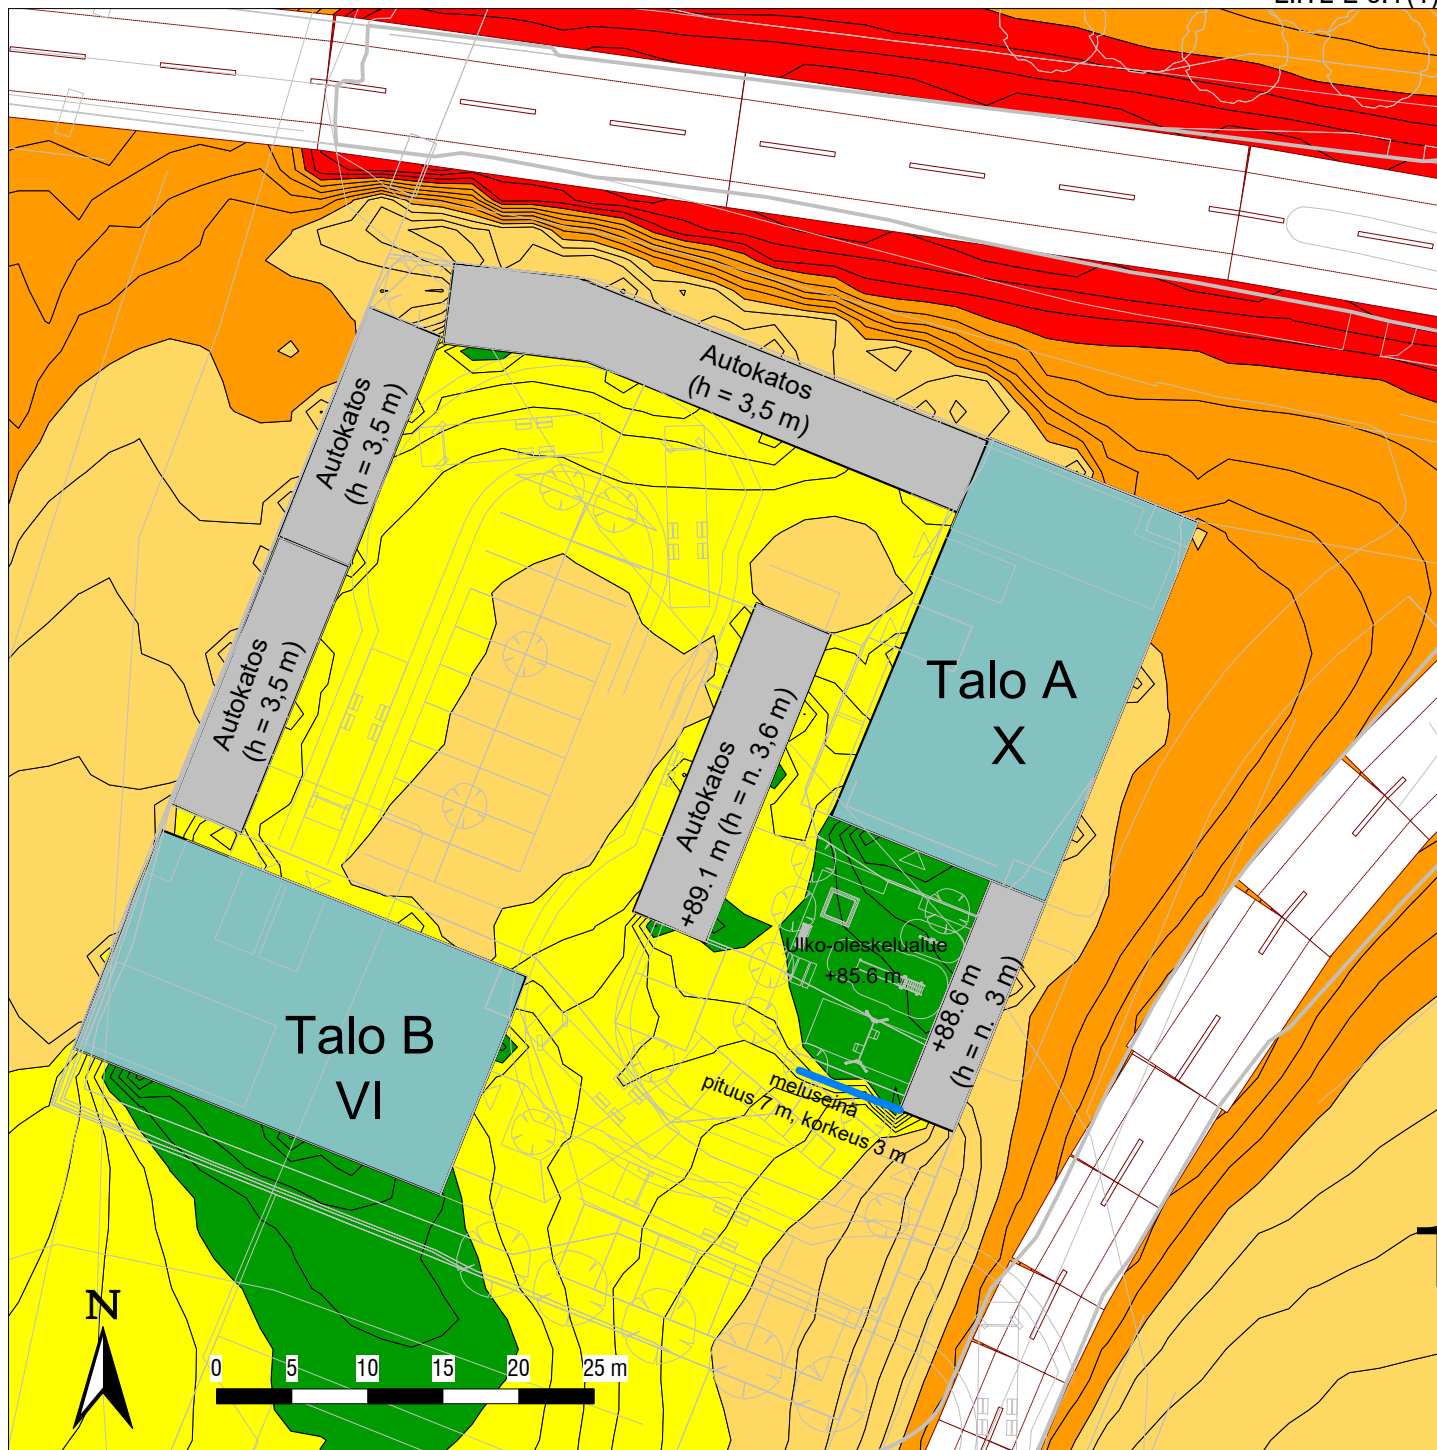 Autokatos
(h = 3,5 m)
Autokatos
(h = 3,5 m)
Autokatos
(h = 3,5 m)
Talo A
X
Autokatos
+89.1 m (h = n. 3,6 m)
Ulko-oleskelualue
+85.6 m
+88.6 m
(h = n. 3 m)
Talo B
VI
meluseinä
pituus 7 m, korkeus 3 m
N
0 5 10 15 20 25 m